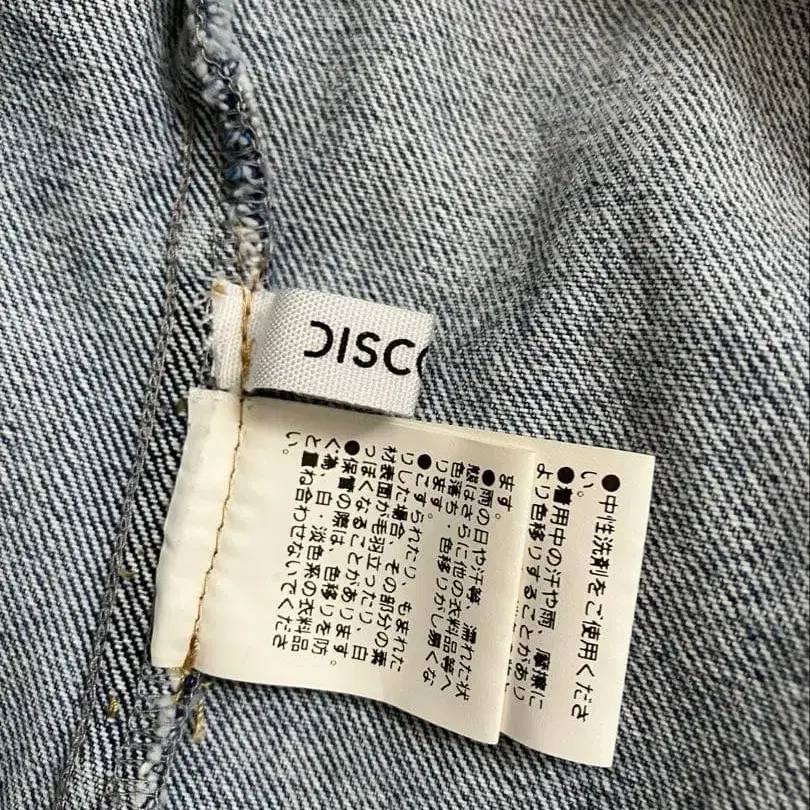 DISC
●中性洗剤をご使用くださ
い。
●着用中の汗や雨、摩擦に
より色移りすることがあり
ます。
●雨の日や汗等、濡れた状
態はさらに他の衣料品等へ
色落ち・色移りがし易くな
ります。
●こすられたり、もまれた
りした場合、その部分の素
材表面が毛羽立ったり、白
っぽくなることがあります。
●保管の際は、色移りを防
ぐ為、白・淡色系の衣料品
と重ね合わせないでくださ
い。